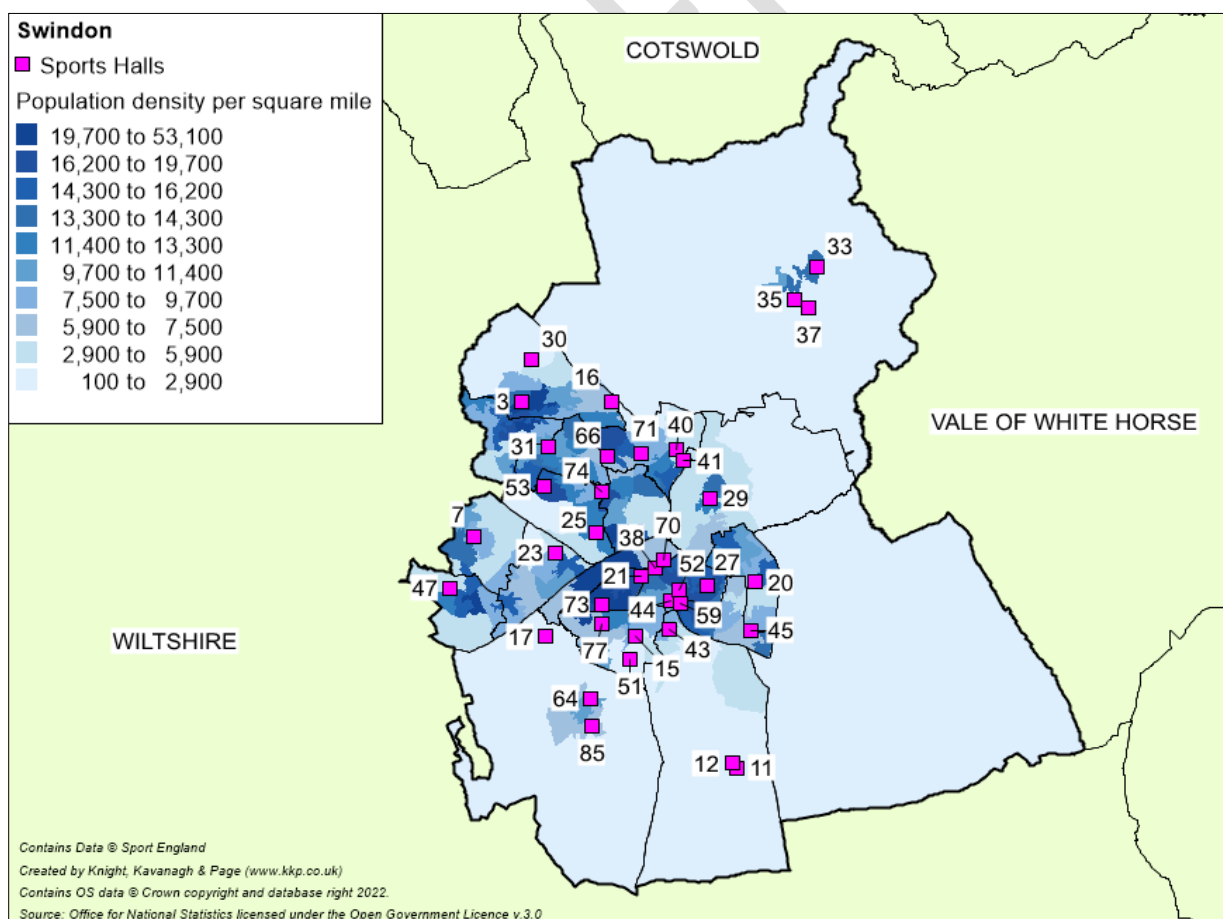 Swindon
Sports Halls
Population density per square mile
19,700 to 53,100
16,200 to 19,700
14,300 to 16,200
13,300 to 14,300
11,400 to 13,300
9,700 to 11,400
7,500 to 9,700
5,900 to 7,500
2,900 to 5,900
100 to 2,900
COTSWOLD
33
35
37
30
16
3
VALE OF WHITE HORSE
66
71
40
31
41
74
53
29
7
25
70
38
23
52
27
21
20
47
73
44
59
WILTSHIRE
17
77
15
43
45
51
64
85
12
11
Contains Data © Sport England
Created by Knight, Kavanagh & Page (www.kkp.co.uk)
Contains OS data © Crown copyright and database right 2022.
Source: Office for National Statistics licensed under the Open Government Licence v.3.0